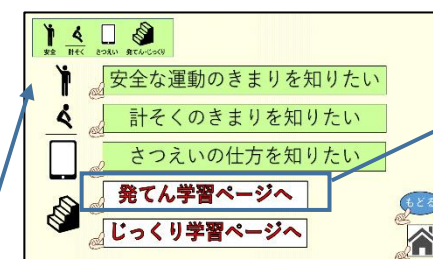 安全 計そく さつえい 発てん・じっくり
安全な運動のきまりを知りたい
計そくのきまりを知りたい
さつえいの仕方を知りたい
発てん学習ページへ
じっくり学習ページへ
もどる